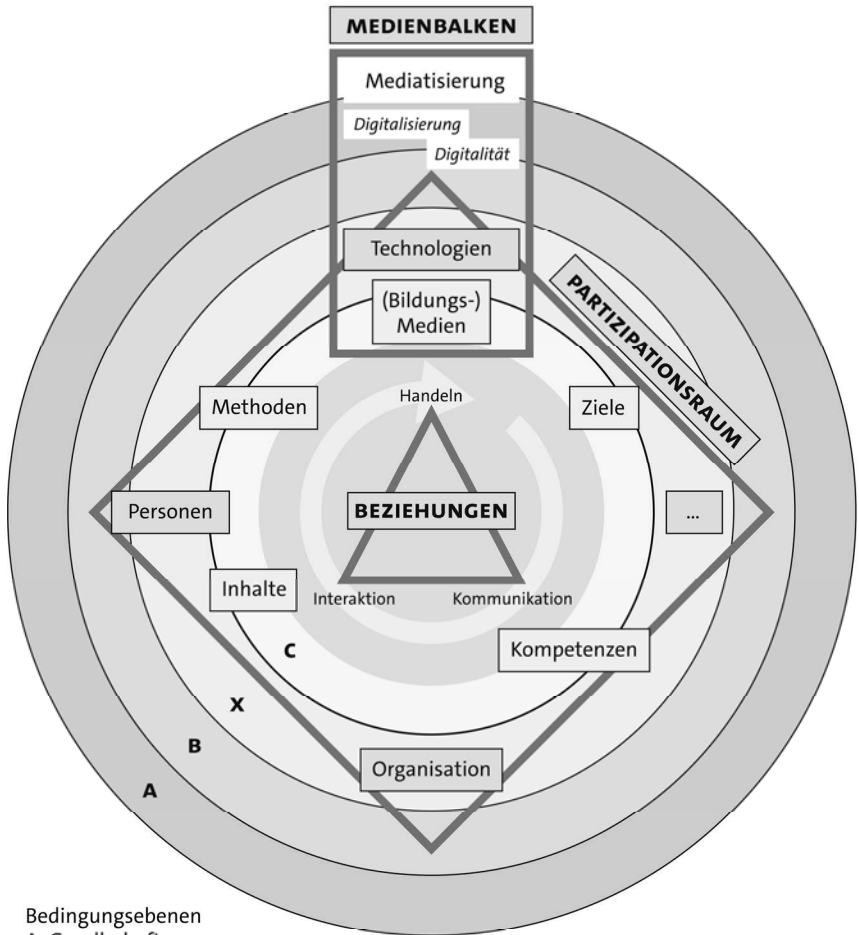 MEDIENBALKEN
Mediatisierung
Digitalisierung
Digitalität
Technologien
(Bildungs-)
Medien
PARTIZIPATIONSRAUM
Methoden
Handeln
Ziele
Personen
BEZIEHUNGEN
...
Inhalte
Interaktion
Kommunikation
C
Kompetenzen
X
B
Organisation
A
Bedingungsebenen